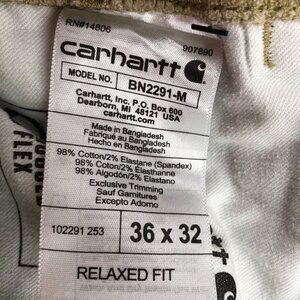 RN#14806
907890
carhartt
MODEL NO. BN2291-M
Carhartt, Inc. P.O. Box 600
Dearborn, MI 48121 USA
carhartt.com
Made in Bangladesh
Fabriqué au Bangladesh
Hecho en Bangladesh
98% Cotton/2% Elastane (Spandex)
98% Coton/2% Élasthanne
98% Algodón/2% Elastano
Exclusive Trimming
Sauf Garnitures
Excepto Adorno
102291 253
36 x 32
RELAXED FIT
FLEX